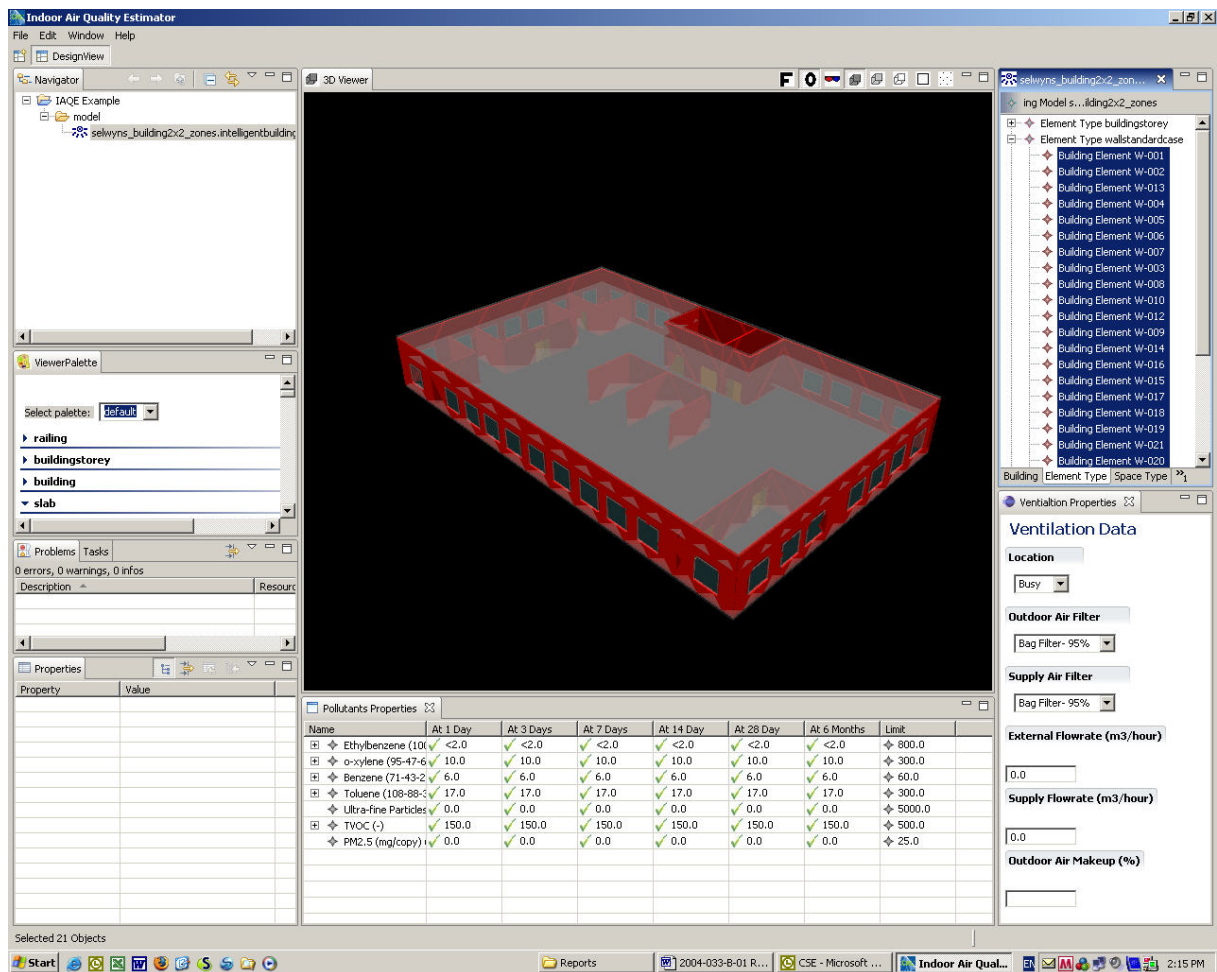 Indoor Air Quality Estimator
File Edit Window Help
DesignView
Navigator
IAQE Example
model
selwyns_building2x2_zones.intelligentbuilding
ViewerPalette
Select palette: default
railing
buildingstorey
building
slab
Problems Tasks
0 errors, 0 warnings, 0 infos
Description Resourc
Properties
Property Value
3D Viewer
F O
Pollutants Properties
Name At 1 Day At 3 Days At 7 Days At 14 Day At 28 Day At 6 Months Limit
Ethylbenzene (100 <2.0 <2.0 <2.0 <2.0 <2.0 <2.0 800.0
o-xylene (95-47-6 10.0 10.0 10.0 10.0 10.0 10.0 300.0
Benzene (71-43-2 6.0 6.0 6.0 6.0 6.0 6.0 60.0
Toluene (108-88-3 17.0 17.0 17.0 17.0 17.0 17.0 300.0
Ultra-fine Particles 0.0 0.0 0.0 0.0 0.0 0.0 5000.0
TVOC (-) 150.0 150.0 150.0 150.0 150.0 150.0 500.0
PM2.5 (mg/copy) 0.0 0.0 0.0 0.0 0.0 0.0 25.0
selwyns_building2x2_zon...
ing Model s...ilding2x2_zones
Element Type buildingstorey
Element Type wallstandardcase
Building Element W-001
Building Element W-002
Building Element W-013
Building Element W-004
Building Element W-005
Building Element W-006
Building Element W-007
Building Element W-003
Building Element W-008
Building Element W-010
Building Element W-012
Building Element W-009
Building Element W-014
Building Element W-016
Building Element W-015
Building Element W-017
Building Element W-018
Building Element W-019
Building Element W-021
Building Element W-020
Building Element Type Space Type »1
Ventialtion Properties
Ventilation Data
Location
Busy
Outdoor Air Filter
Bag Filter- 95%
Supply Air Filter
Bag Filter- 95%
External Flowrate (m3/hour)
0.0
Supply Flowrate (m3/hour)
0.0
Outdoor Air Makeup (%)
Selected 21 Objects
Start Reports 2004-033-B-01 R... CSE - Microsoft ... Indoor Air Qual... EN 2:15 PM